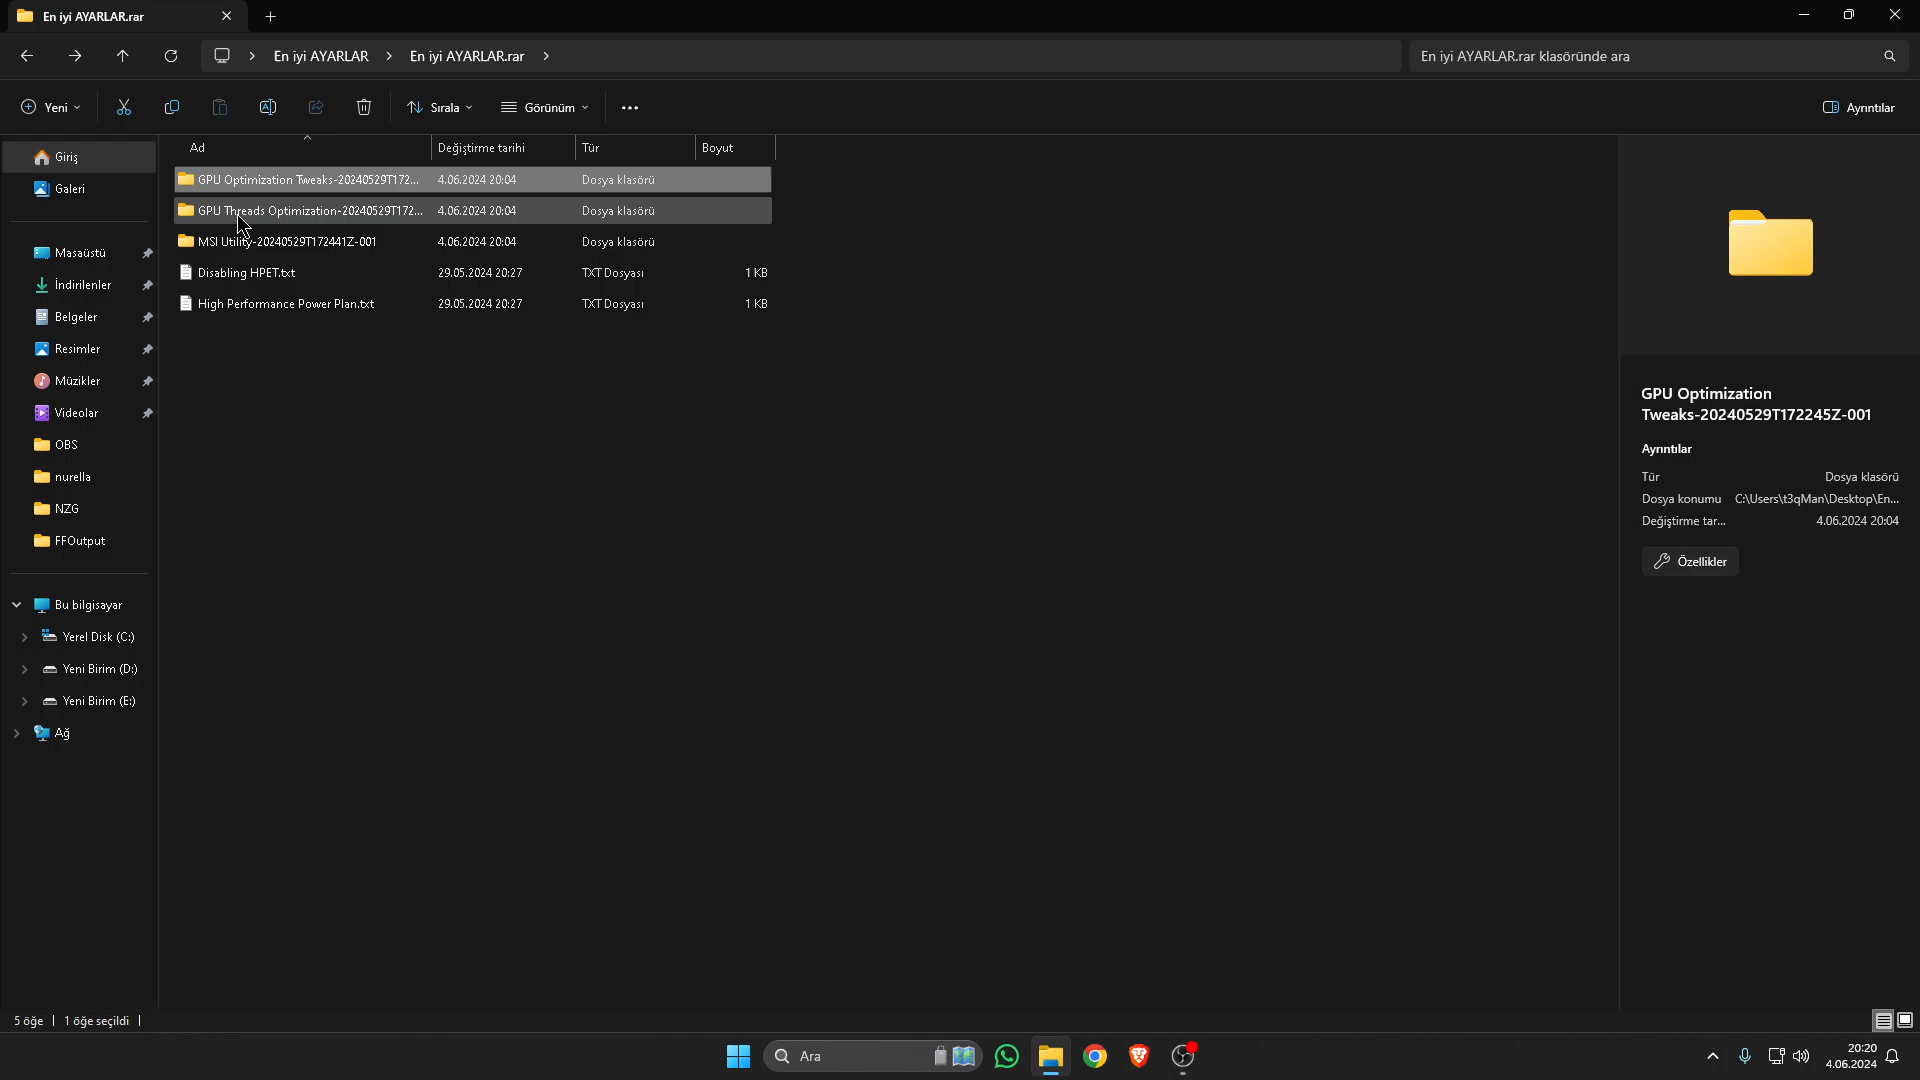 En iyi AYARLAR.rar
En iyi AYARLAR
En iyi AYARLAR.rar
En iyi AYARLAR.rar klasöründe ara
Yeni
Sırala
Görünüm
Ayrıntılar
Ad Değiştirme tarihi Tür Boyut
GPU Optimization Tweaks-20240529T172... 4.06.2024 20:04 Dosya klasörü
GPU Threads Optimization-20240529T172... 4.06.2024 20:04 Dosya klasörü
MSI Utility-20240529T172441Z-001 4.06.2024 20:04 Dosya klasörü
Disabling HPET.txt 29.05.2024 20:27 TXT Dosyası 1 KB
High Performance Power Plan.txt 29.05.2024 20:27 TXT Dosyası 1 KB
Giriş
Galeri
Masaüstü
İndirilenler
Belgeler
Resimler
Müzikler
Videolar
OBS
nurella
NZG
FFOutput
Bu bilgisayar
Yerel Disk (C:)
Yeni Birim (D:)
Yeni Birim (E:)
Ağ
GPU Optimization
Tweaks-20240529T172245Z-001
Ayrıntılar
Tür Dosya klasörü
Dosya konumu C:\Users\t3qMan\Desktop\En...
Değiştirme tar... 4.06.2024 20:04
Özellikler
5 öğe
1 öğe seçildi
Ara
20:20
4.06.2024